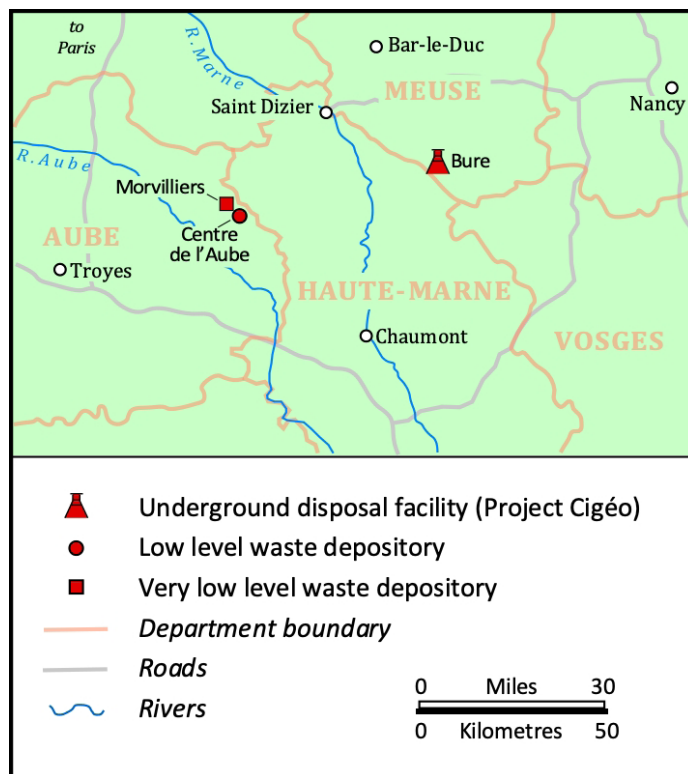 to
Paris
R. Marne
Bar-le-Duc
MEUSE
Nancy
Saint Dizier
R. Aube
Bure
Morvilliers
Centre
de l'Aube
AUBE
Troyes
HAUTE-MARNE
Chaumont
VOSGES
Underground disposal facility (Project Cigéo)
Low level waste depository
Very low level waste depository
Department boundary
Roads
Rivers
0 Miles 30
0 Kilometres 50